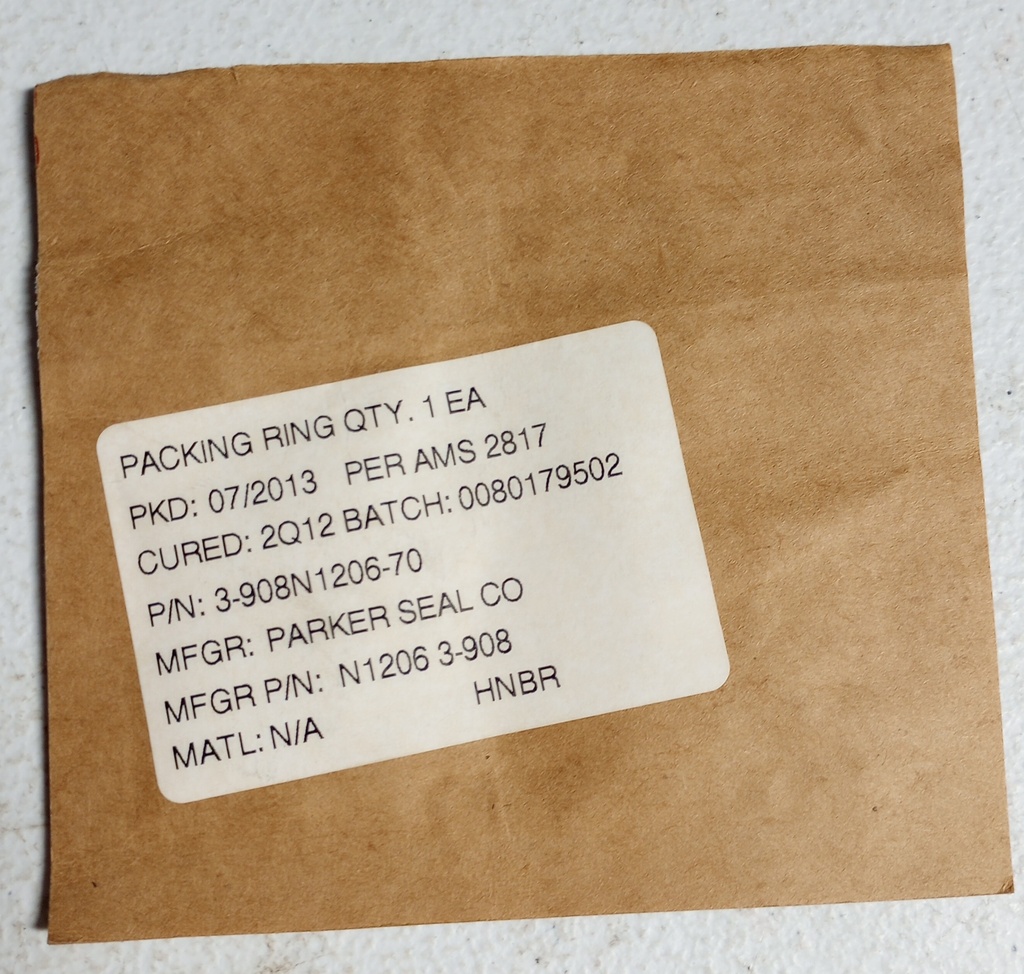 PACKING RING QTY. 1 EA
PKD: 07/2013 PER AMS 2817
CURED: 2Q12 BATCH: 0080179502
P/N: 3-908N1206-70
MFGR: PARKER SEAL CO
MFGR P/N: N1206 3-908
MATL: N/A HNBR